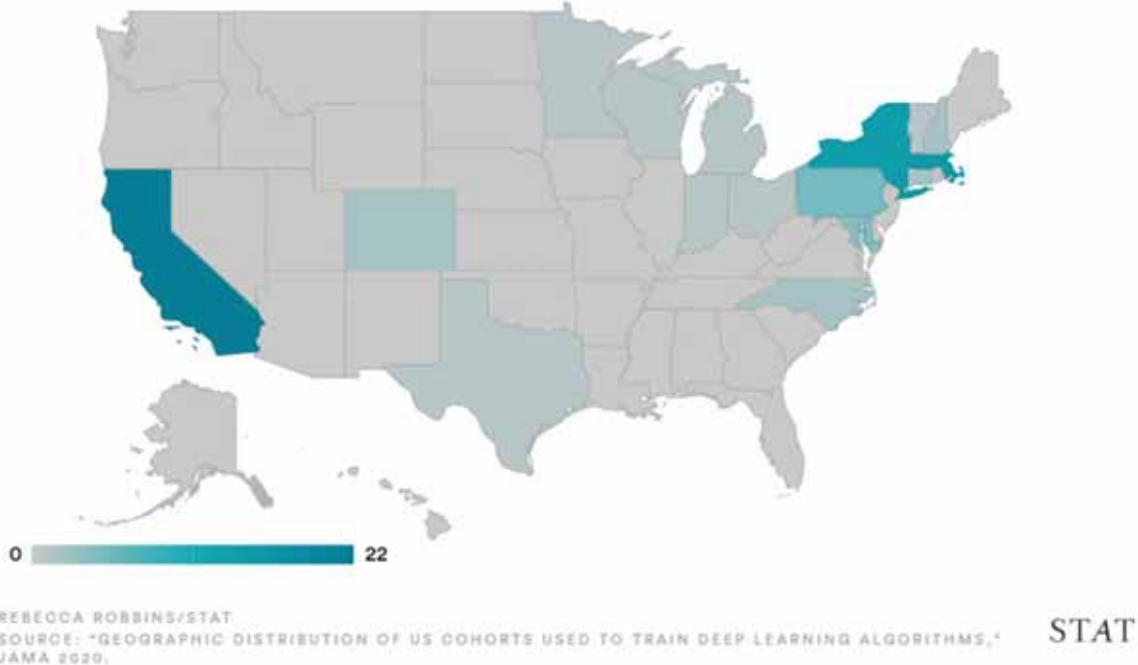 0 22
REBECCA ROBBINS/STAT
SOURCE: "GEOGRAPHIC DISTRIBUTION OF US COHORTS USED TO TRAIN DEEP LEARNING ALGORITHMS,"
JAMA 2020.
STAT